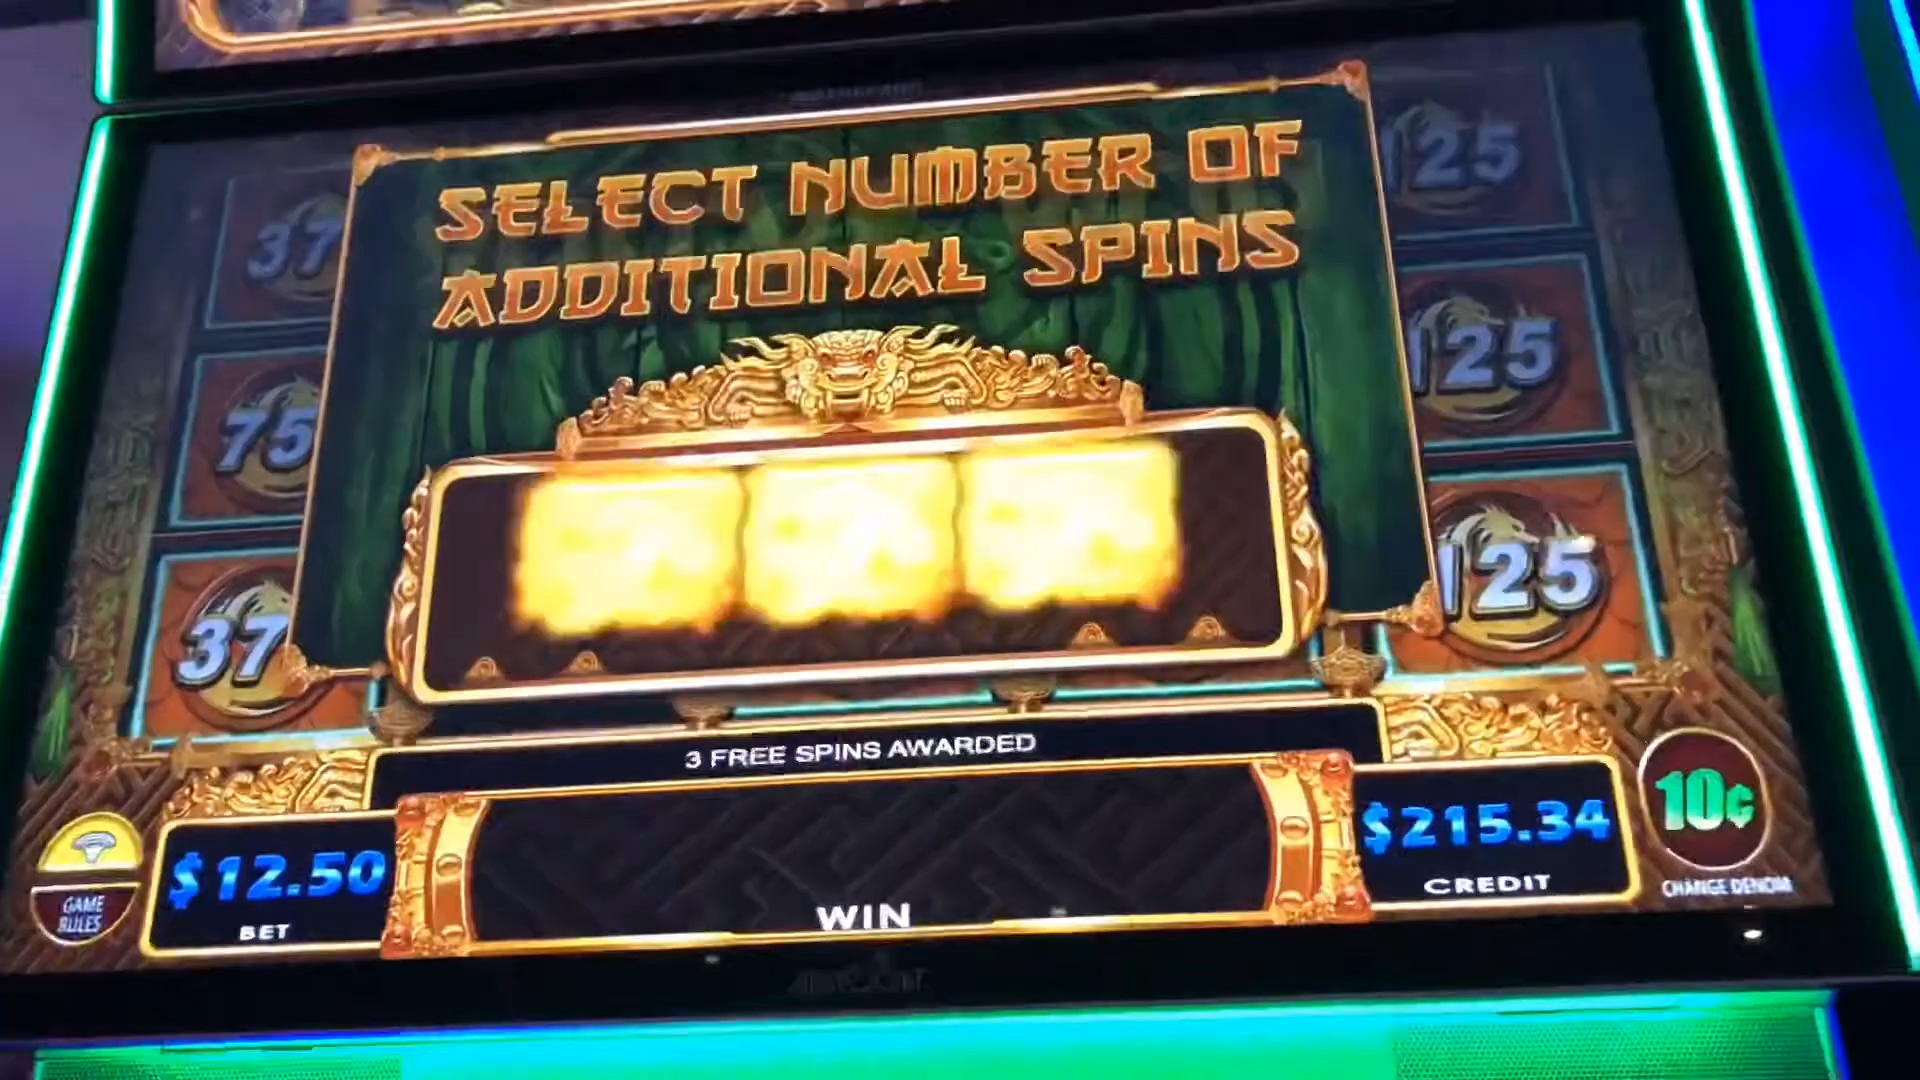 SELECT NUMBER OF
ADDITIONAL SPINS
37
75
37
125
125
125
3 FREE SPINS AWARDED
GAME
RULES
$12.50
BET
WIN
$215.34
CREDIT
10¢
CHANGE DENOM